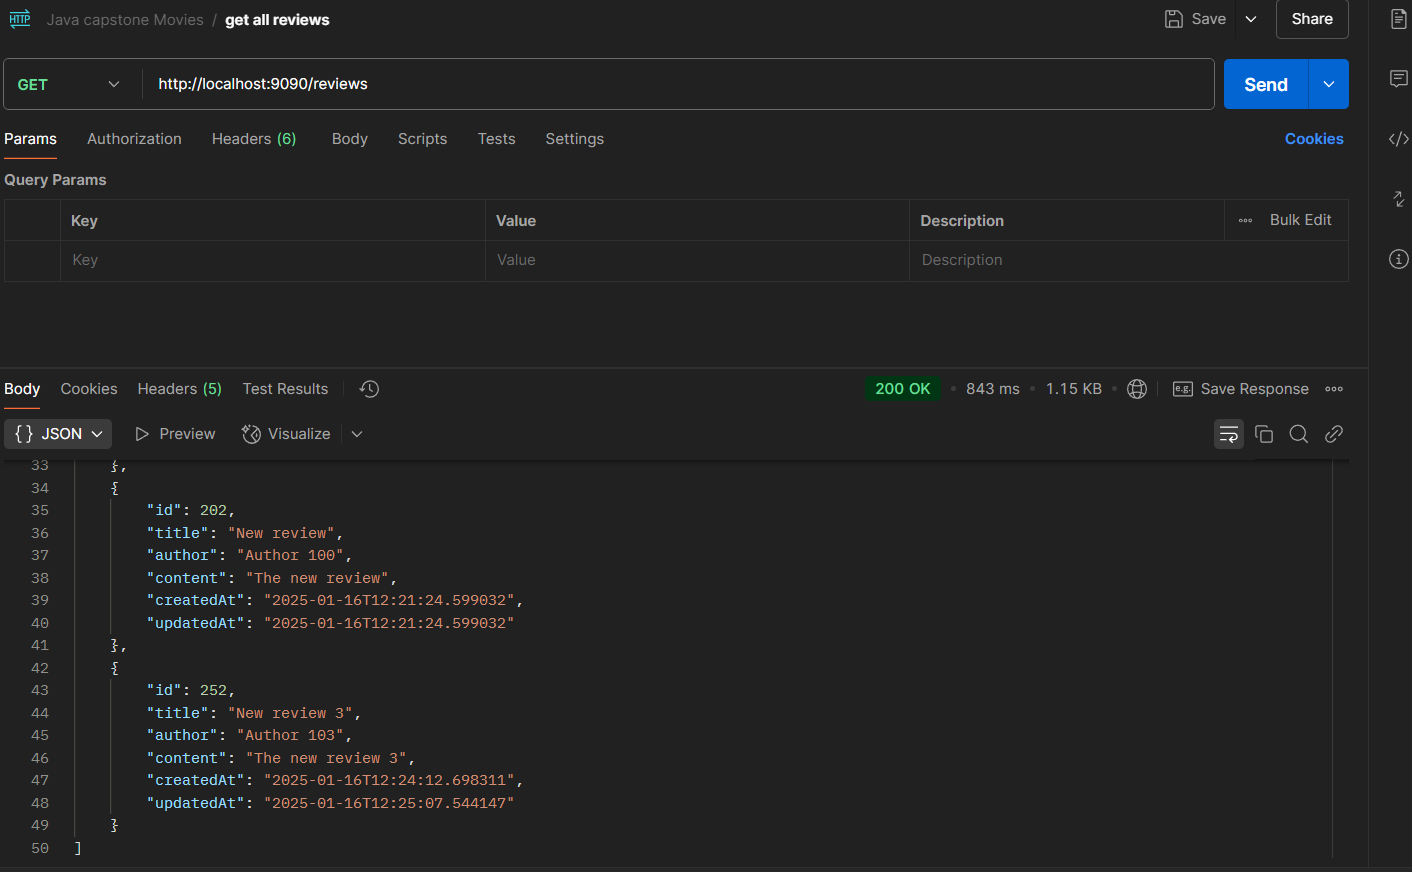 HTTP Java capstone Movies / get all reviews Save Share
GET http://localhost:9090/reviews Send
Params Authorization Headers (6) Body Scripts Tests Settings Cookies
Query Params
Key Value Description Bulk Edit
Key Value Description
Body Cookies Headers (5) Test Results 200 OK 843 ms 1.15 KB e.g. Save Response
{} JSON Preview Visualize
33 },
34 {
35 "id": 202,
36 "title": "New review",
37 "author": "Author 100",
38 "content": "The new review",
39 "createdAt": "2025-01-16T12:21:24.599032",
40 "updatedAt": "2025-01-16T12:21:24.599032"
41 },
42 {
43 "id": 252,
44 "title": "New review 3",
45 "author": "Author 103",
46 "content": "The new review 3",
47 "createdAt": "2025-01-16T12:24:12.698311",
48 "updatedAt": "2025-01-16T12:25:07.544147"
49 }
50 ]